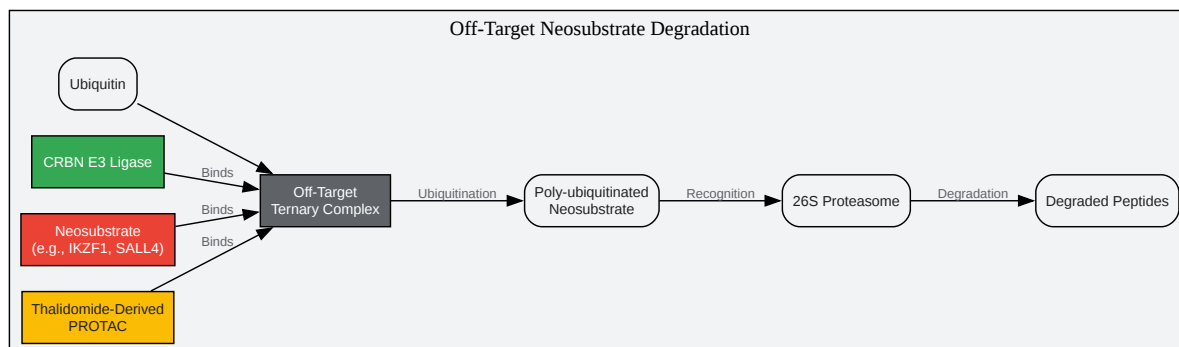 Off-Target Neosubstrate Degradation
Ubiquitin
CRBN E3 Ligase
Binds
Neosubstrate
(e.g., IKZF1, SALL4)
Binds
Thalidomide-Derived
PROTAC
Binds
Off-Target
Ternary Complex
Ubiquitination
Poly-ubiquitinated
Neosubstrate
Recognition
26S Proteasome
Degradation
Degraded Peptides